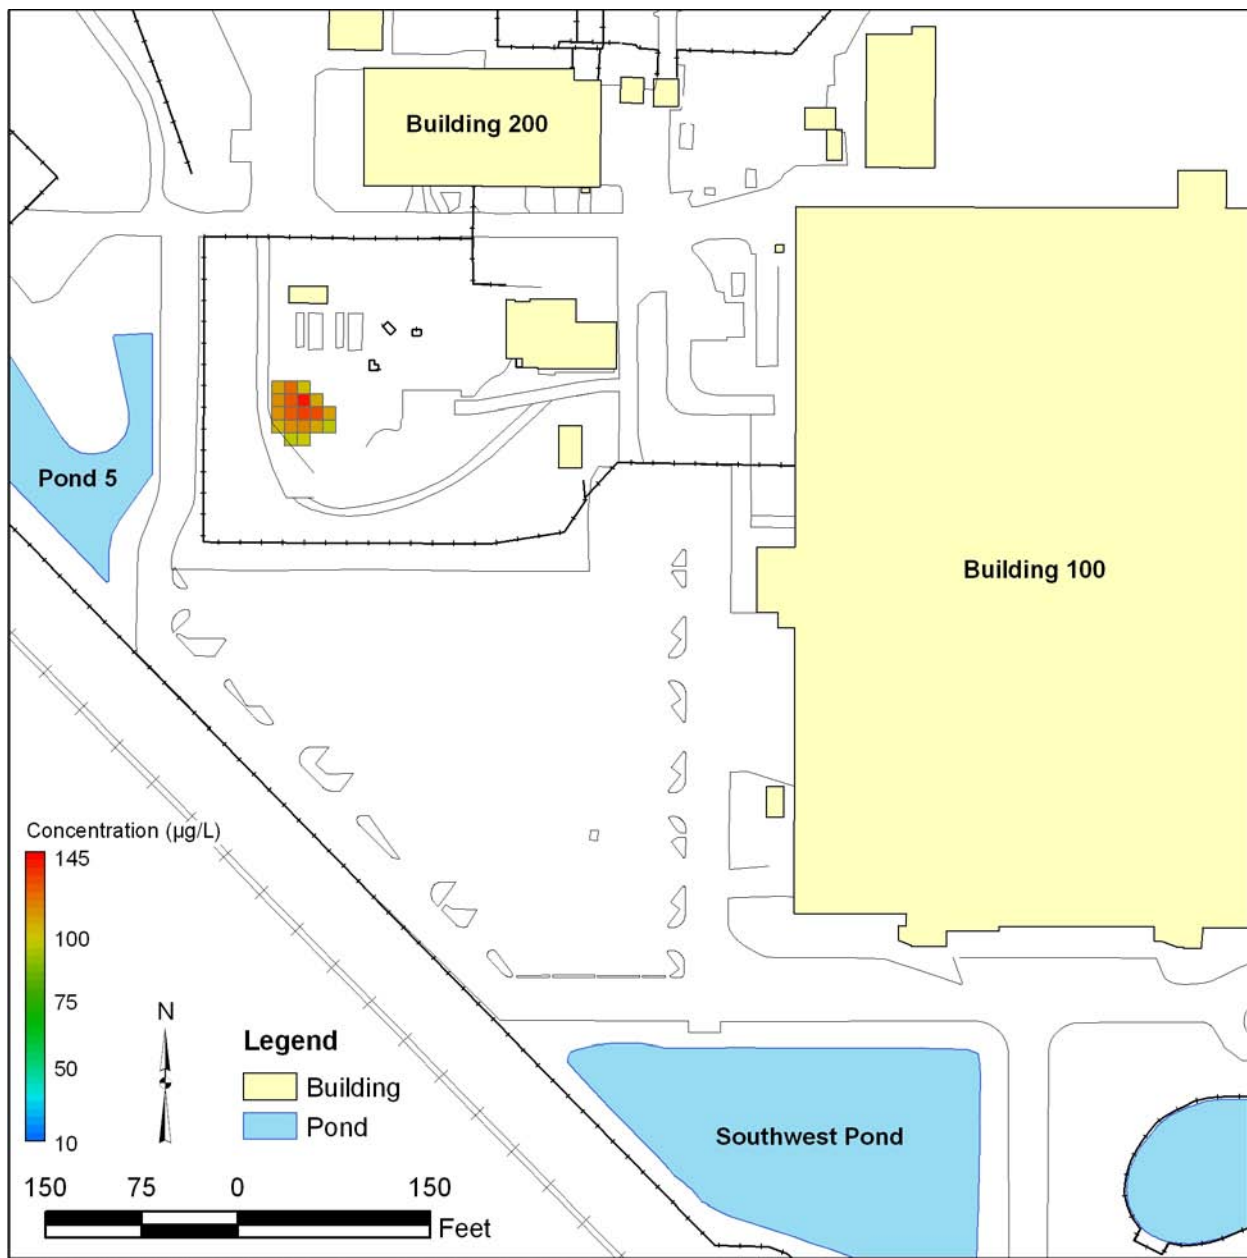 Building 200
Pond 5
Building 100
Concentration (µg/L)
145
100
75
50
10
N
Legend
Building
Pond
Southwest Pond
150 75 0 150
Feet